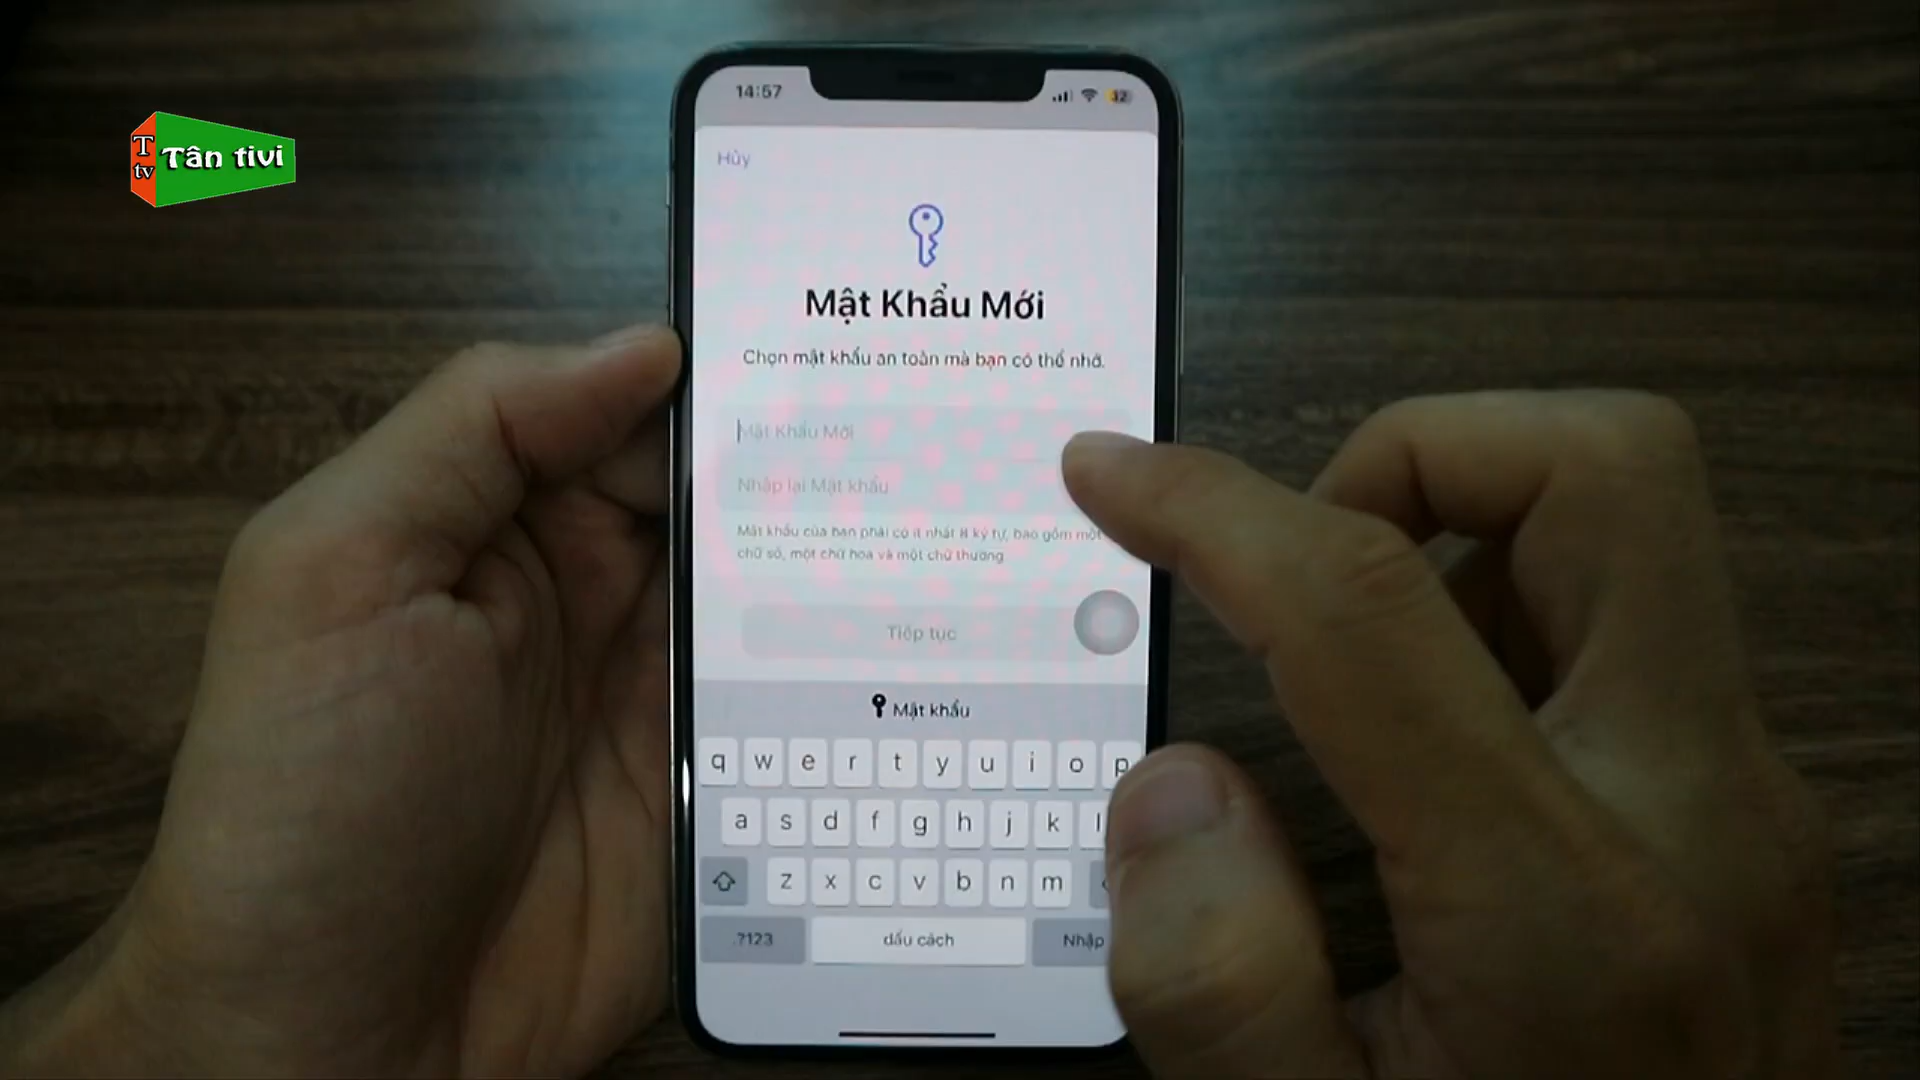 14:57
32
T
tv
Tân tivi
Hủy
Mật Khẩu Mới
Chọn mật khẩu an toàn mà bạn có thể nhớ.
Mật Khẩu Mới
Nhập lại Mật khẩu
Mật khẩu của bạn phải có ít nhất 8 ký tự, bao gồm một
chữ số, một chữ hoa và một chữ thường
Tiếp tục
Mật khẩu
q w e r t y u i o p
a s d f g h j k l
z x c v b n m
.?123 dấu cách Nhập